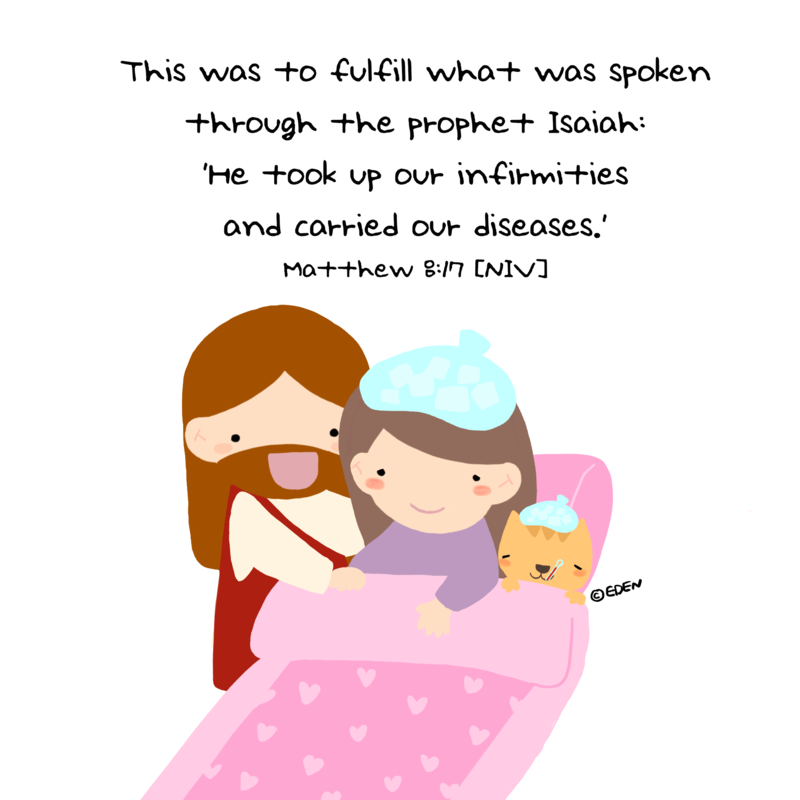 This was to fulfill what was spoken
through the prophet Isaiah:
'He took up our infirmities
and carried our diseases.'
Matthew 8:17 [NIV]
©EDEN